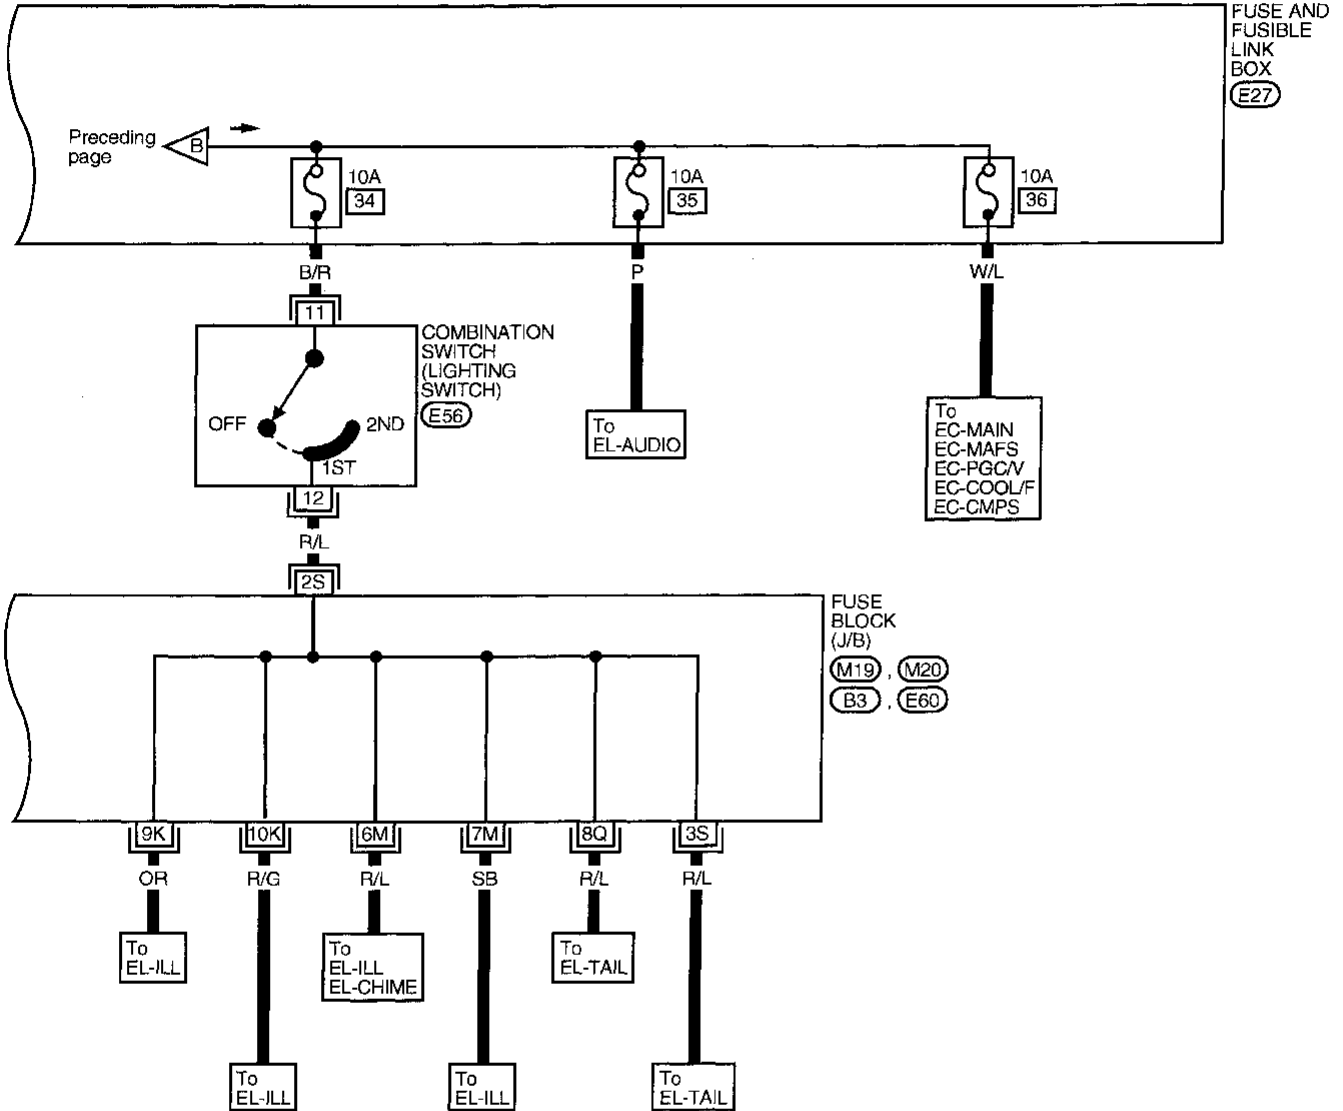 FUSE AND
FUSIBLE
LINK
BOX
E27
Preceding
page
B
10A
34
10A
35
10A
36
B/R
P
W/L
11
COMBINATION
SWITCH
(LIGHTING
SWITCH)
E56
OFF
2ND
1ST
12
To
EL-AUDIO
To
EC-MAIN
EC-MAFS
EC-PGC/V
EC-COOL/F
EC-CMPS
R/L
2S
FUSE
BLOCK
(J/B)
M19 , M20
B3 , E60
9K 10K 6M 7M 8Q 3S
OR R/G R/L SB R/L R/L
To
EL-ILL
To
EL-ILL
EL-CHIME
To
EL-TAIL
To
EL-ILL
To
EL-ILL
To
EL-TAIL